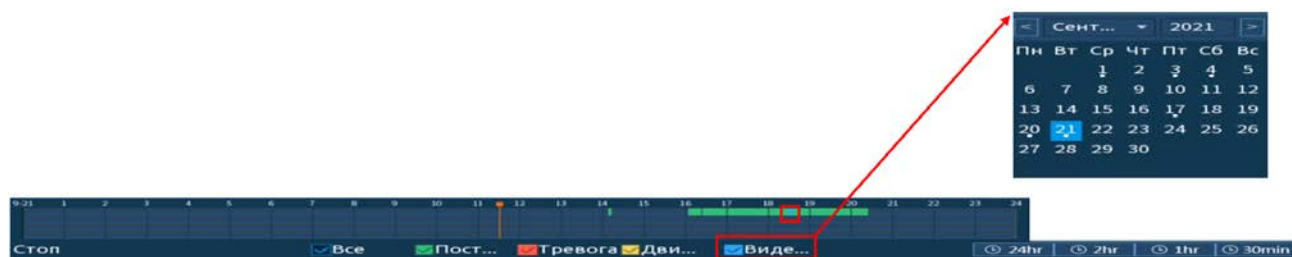 < Сент... 2021 >
Пн Вт Ср Чт Пт Сб Вс
1 2 3 4 5
6 7 8 9 10 11 12
13 14 15 16 17 18 19
20 21 22 23 24 25 26
27 28 29 30
9-21 1 2 3 4 5 6 7 8 9 10 11 12 13 14 15 16 17 18 19 20 21 22 23 24
Стоп Все Пост... Тревога Дви... Виде... 24hr 2hr 1hr 30min